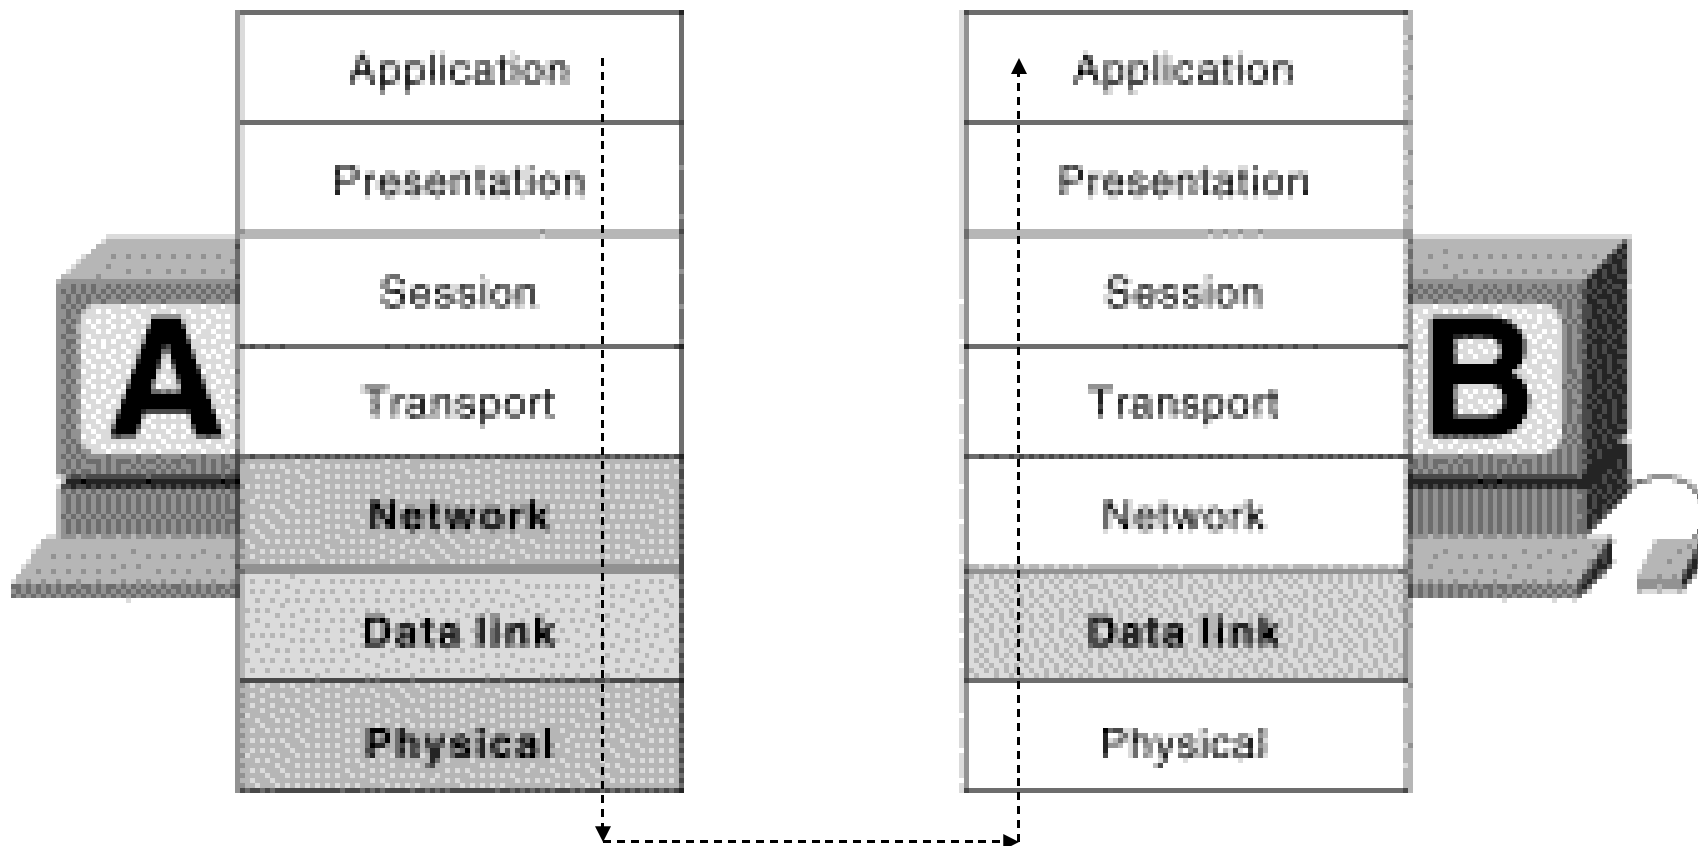 A
Application
Presentation
Session
Transport
Network
Data link
Physical
Application
Presentation
Session
Transport
Network
Data link
Physical
B